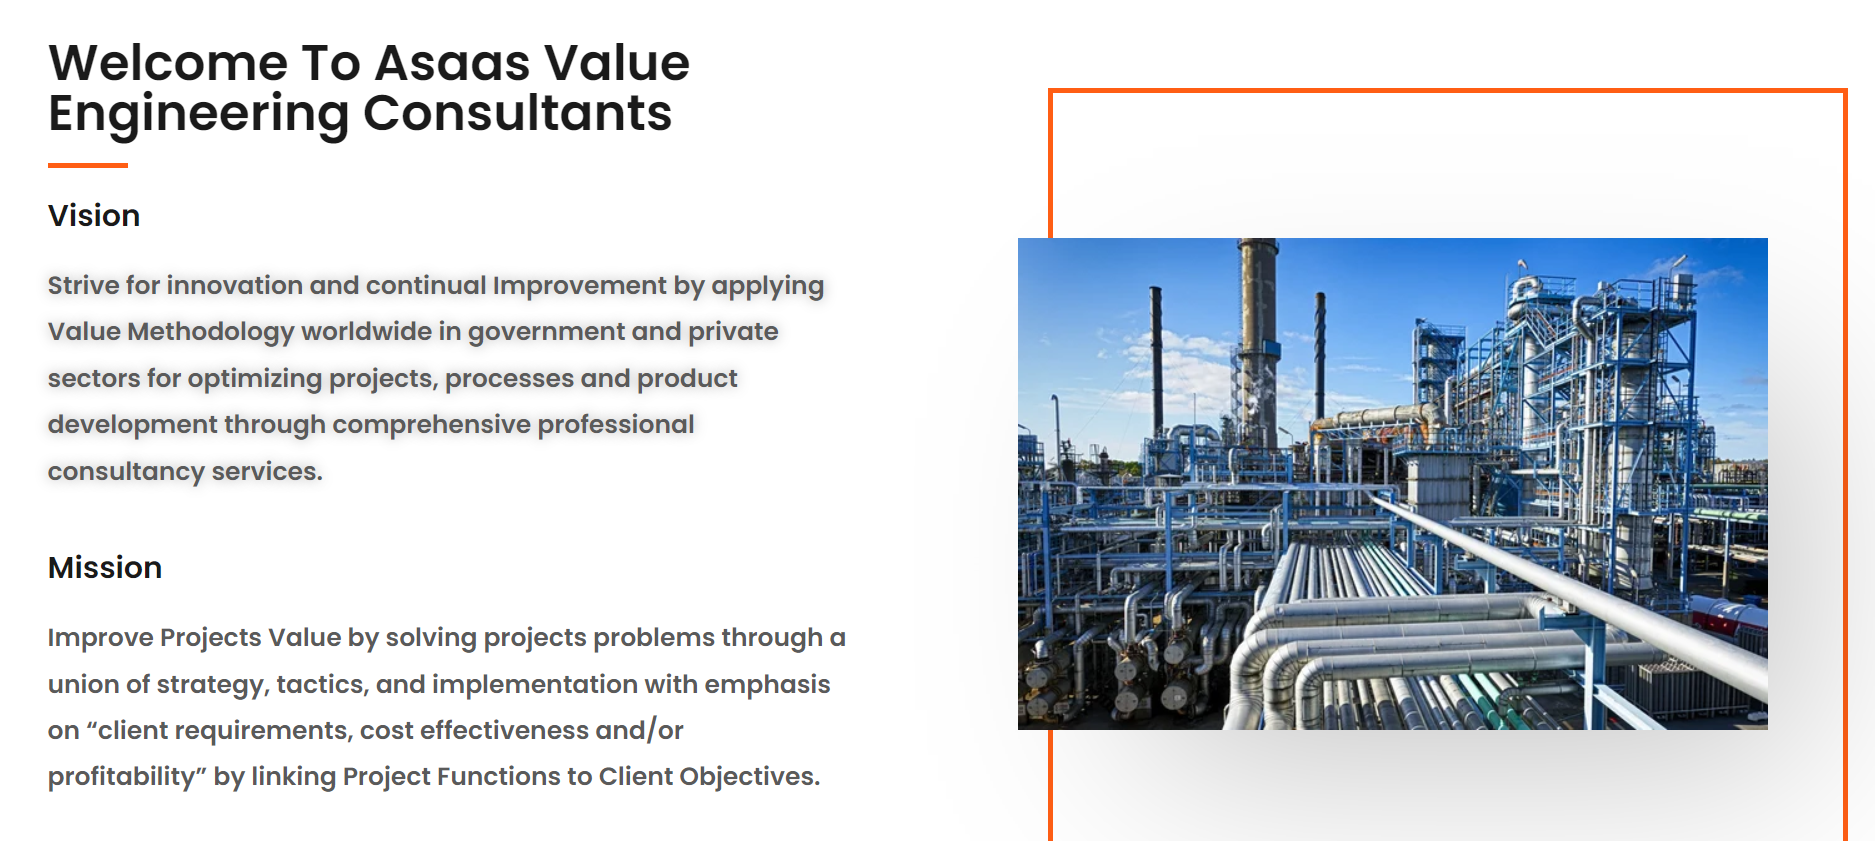 Welcome To Asaas Value
Engineering Consultants
Vision
Strive for innovation and continual Improvement by applying
Value Methodology worldwide in government and private
sectors for optimizing projects, processes and product
development through comprehensive professional
consultancy services.
Mission
Improve Projects Value by solving projects problems through a
union of strategy, tactics, and implementation with emphasis
on “client requirements, cost effectiveness and/or
profitability” by linking Project Functions to Client Objectives.